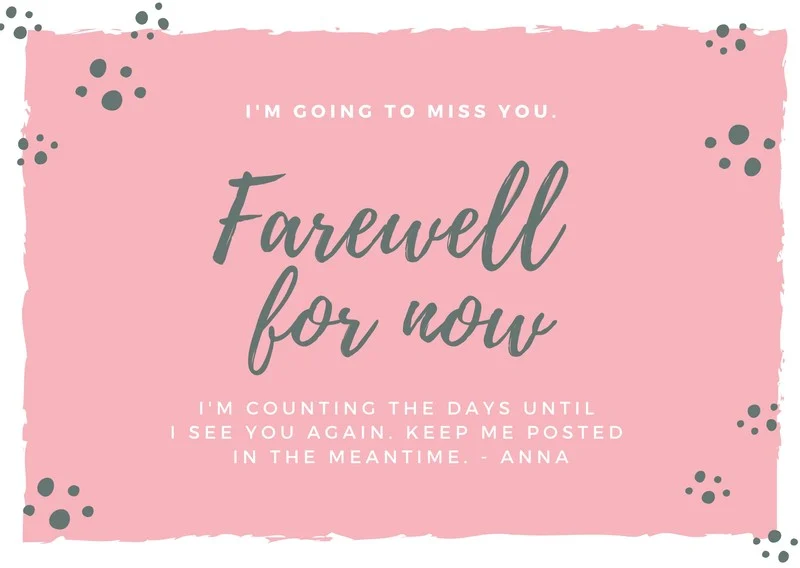 I'M GOING TO MISS YOU.
Farewell
for now
I'M COUNTING THE DAYS UNTIL
I SEE YOU AGAIN. KEEP ME POSTED
IN THE MEANTIME. - ANNA